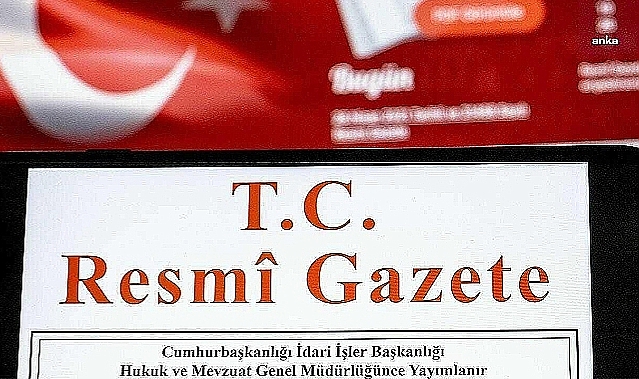 anka
Bugün
T.C.
Resmî Gazete
Cumhurbaşkanlığı İdari İşler Başkanlığı
Hukuk ve Mevzuat Genel Müdürlüğünce Yayımlanır